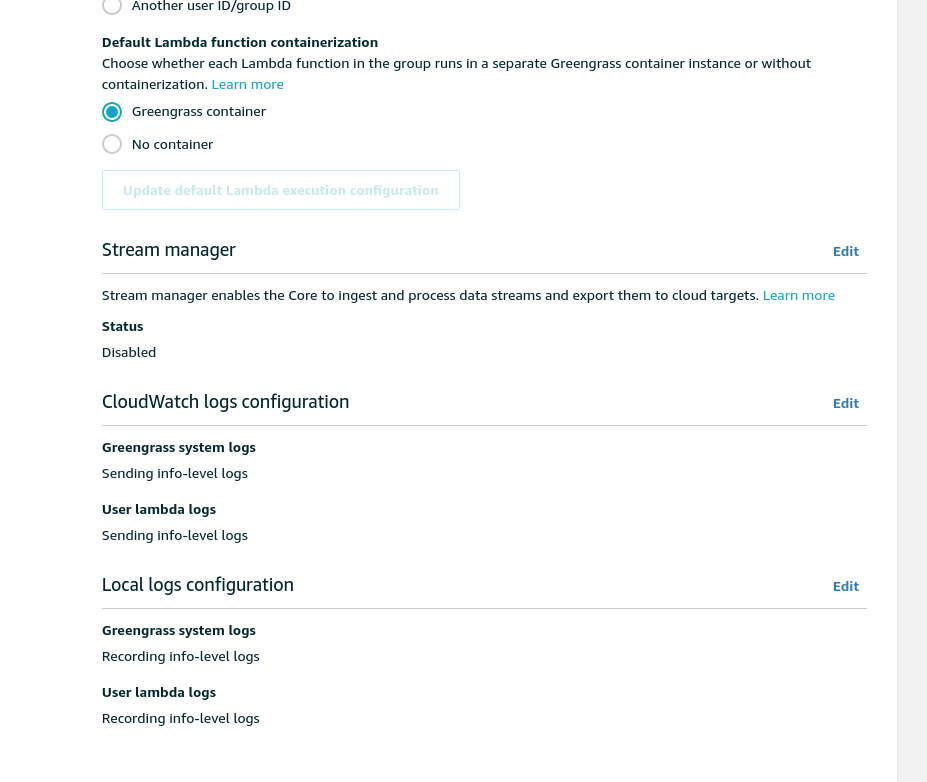 Another user ID/group ID
Default Lambda function containerization
Choose whether each Lambda function in the group runs in a separate Greengrass container instance or without
containerization. Learn more
Greengrass container
No container
Update default Lambda execution configuration
Stream manager
Edit
Stream manager enables the Core to ingest and process data streams and export them to cloud targets. Learn more
Status
Disabled
CloudWatch logs configuration
Edit
Greengrass system logs
Sending info-level logs
User lambda logs
Sending info-level logs
Local logs configuration
Edit
Greengrass system logs
Recording info-level logs
User lambda logs
Recording info-level logs